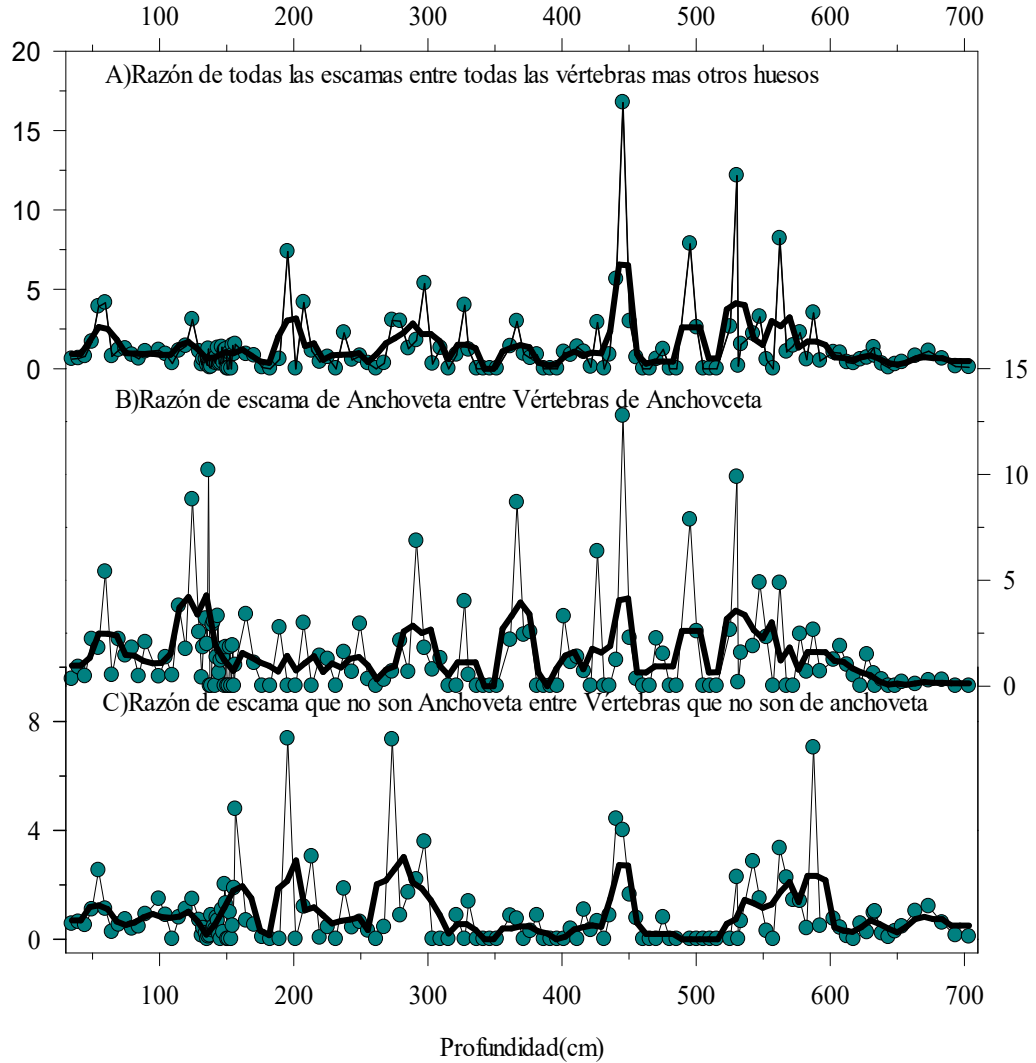 100 200 300 400 500 600 700
20
A)Razón de todas las escamas entre todas las vértebras mas otros huesos
15
10
5
0
15
B)Razón de escama de Anchoveta entre Vértebras de Anchovceta
10
5
0
C)Razón de escama que no son Anchoveta entre Vértebras que no son de anchoveta
8
4
0
100 200 300 400 500 600 700
Profundidad(cm)